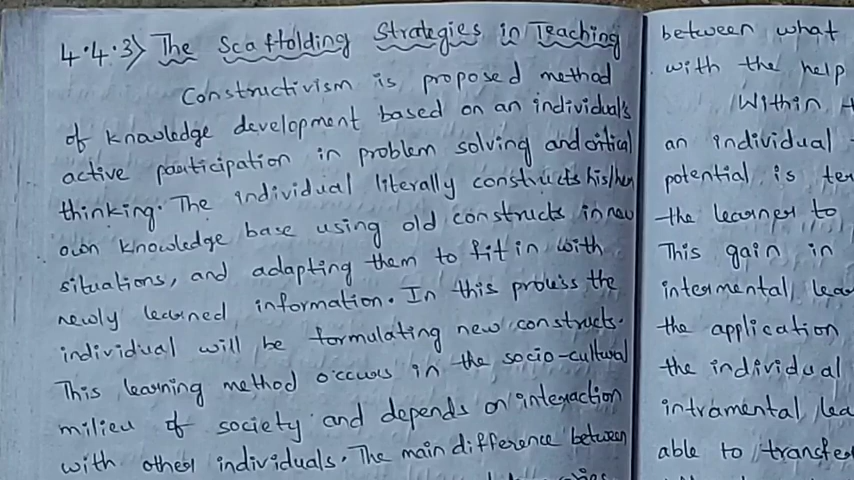 4.4.3) The Scaffolding Strategies in Teaching
Constructivism is proposed method
of knowledge development based on an individual's
active participation in problem solving and critical
thinking. The individual literally constructs his/her
own knowledge base using old constructs in new
situations, and adapting them to fit in with
newly learned information. In this process the
individual will be formulating new constructs.
This learning method occurs in the socio-cultural
milieu of society and depends on interaction
with other individuals. The main difference between
between what
with the help
Within
an individual
potential is
the learner to
This gain in
intermental
the application
the individual
intramental
able to